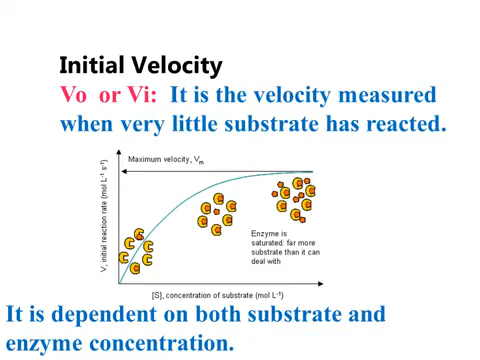 Initial Velocity
Vo or Vi: It is the velocity measured
when very little substrate has reacted.
Maximum velocity, Vm
V, initial reaction rate (mol L-1 s-1)
Enzyme is
saturated: far more
substrate than it can
deal with
[S], concentration of substrate (mol L-1)
It is dependent on both substrate and
enzyme concentration.